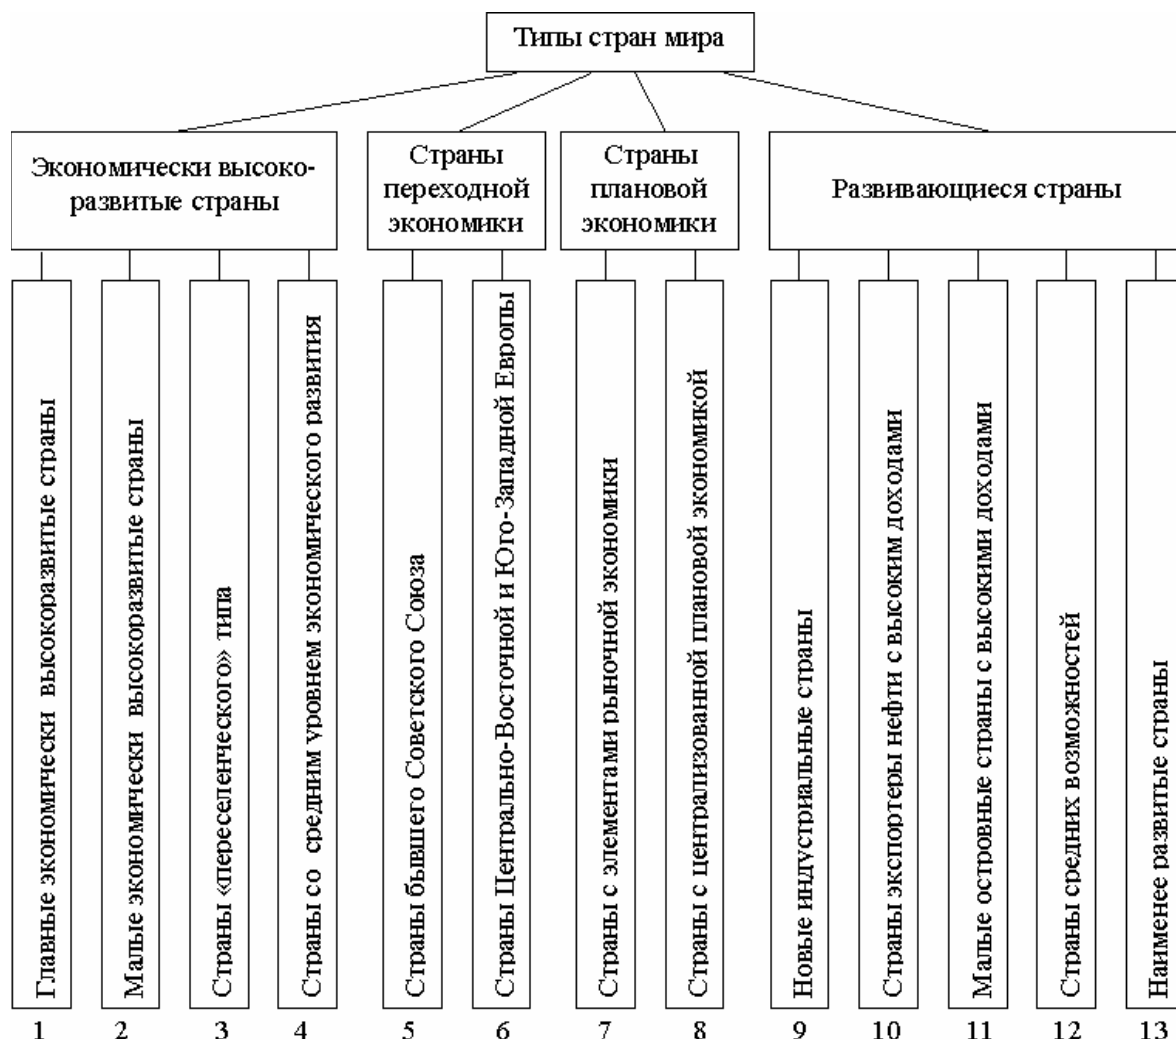 Типы стран мира
Экономически высоко-
развитые страны
Страны
переходной
экономики
Страны
плановой
экономики
Развивающиеся страны
Главные экономически высокоразвитые страны
Малые экономически высокоразвитые страны
Страны «переселенческого» типа
Страны со средним уровнем экономического развития
Страны бывшего Советского Союза
Страны Центрально-Восточной и Юго-Западной Европы
Страны с элементами рыночной экономики
Страны с централизованной плановой экономикой
Новые индустриальные страны
Страны экспортеры нефти с высоким доходами
Малые островные страны с высокими доходами
Страны средних возможностей
Наименее развитые страны
1 2 3 4 5 6 7 8 9 10 11 12 13